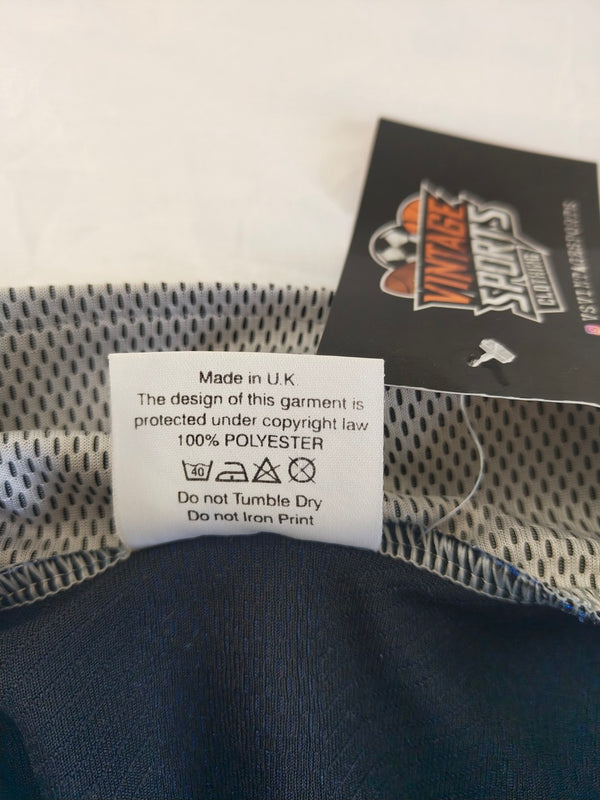 VINTAGE
SPORTS
CLOTHING
Made in U.K.
The design of this garment is
protected under copyright law
100% POLYESTER
40
Do not Tumble Dry
Do not Iron Print